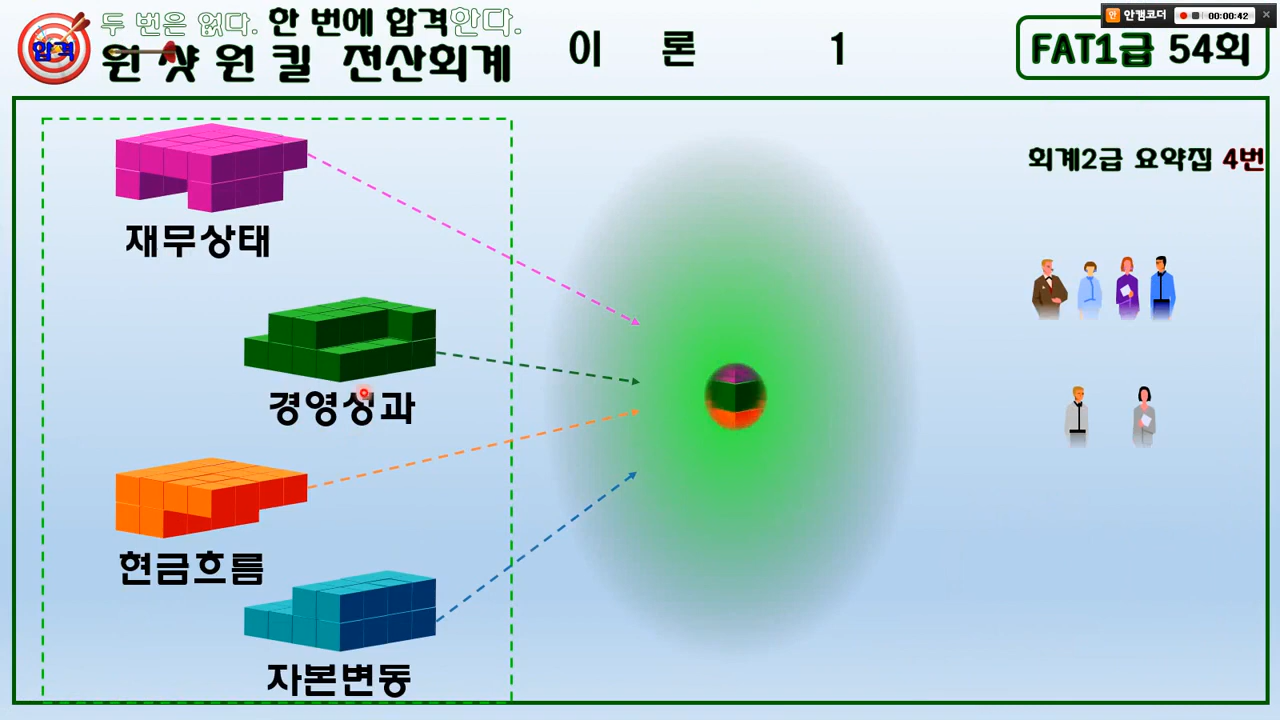 두 번은 없다. 한 번에 합격한다.
합격
원 샷 원 킬 전산회계
이 론 1
안캠코더
00:00:42
FAT1급 54회
회계2급 요약집 4번
재무상태
경영성과
현금흐름
자본변동